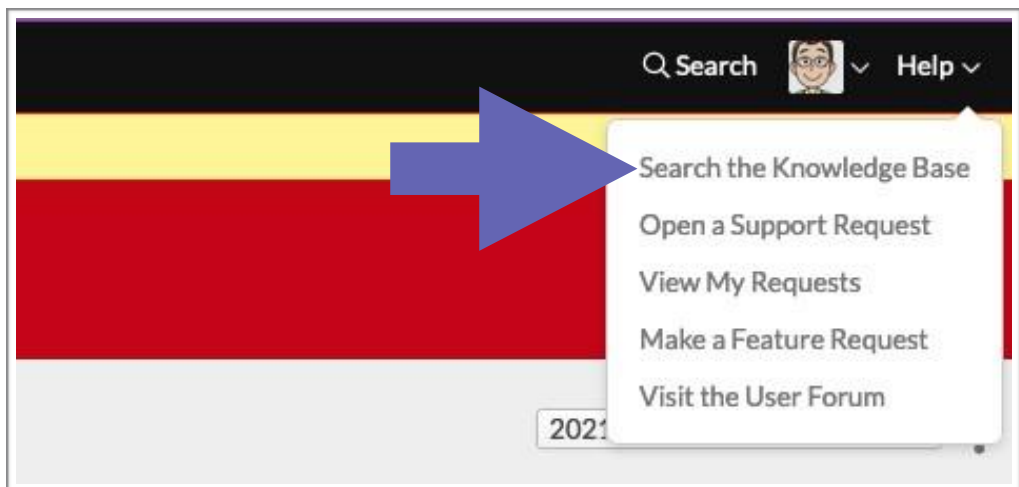 Search
Help
Search the Knowledge Base
Open a Support Request
View My Requests
Make a Feature Request
Visit the User Forum
2021